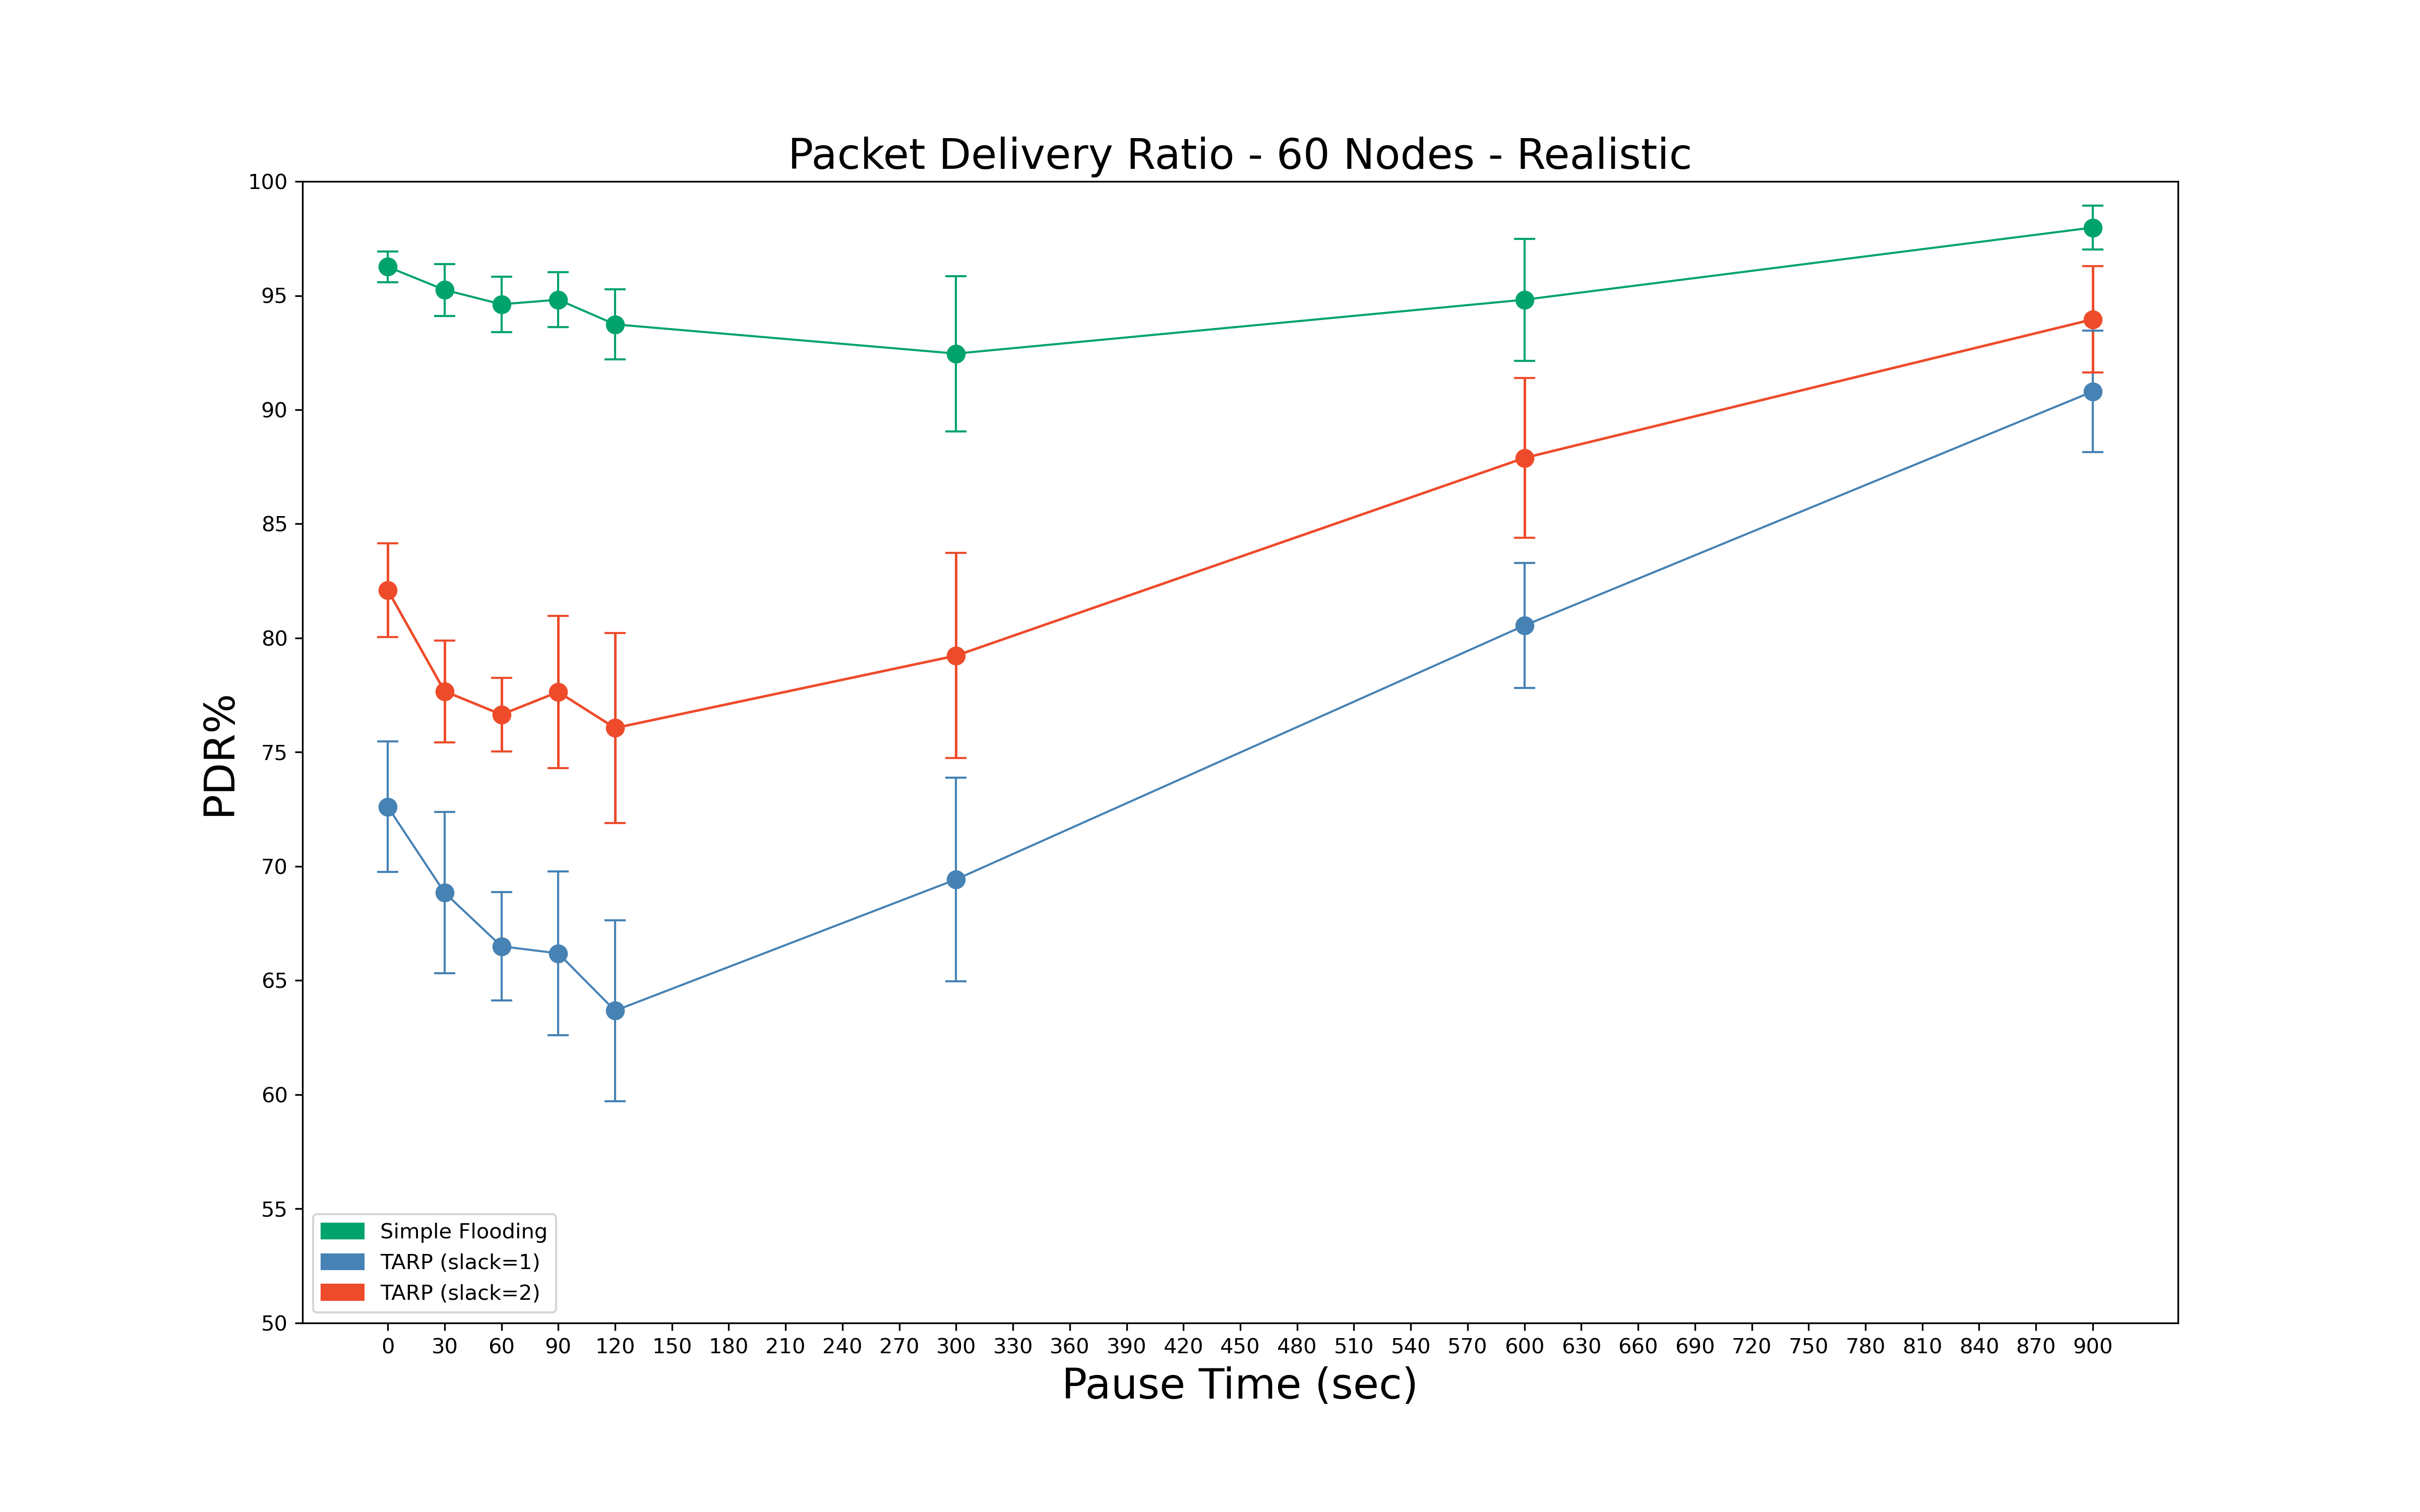 Packet Delivery Ratio - 60 Nodes - Realistic
100
95
90
85
80
75
70
65
60
55
50
PDR%
Simple Flooding
TARP (slack=1)
TARP (slack=2)
0 30 60 90 120 150 180 210 240 270 300 330 360 390 420 450 480 510 540 570 600 630 660 690 720 750 780 810 840 870 900
Pause Time (sec)